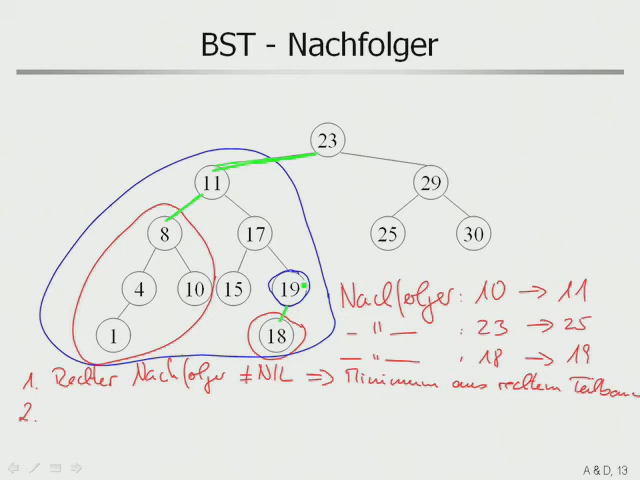 BST - Nachfolger
23
11 29
8 17 25 30
4 10 15 19
1 18
Nachfolger: 10 → 11
— " — : 23 → 25
— " — , 18 → 19
1. Rechter Nachfolger ≠ NIL ⇒ Minimum aus rechtem Teilbaum
2.
A & D, 13